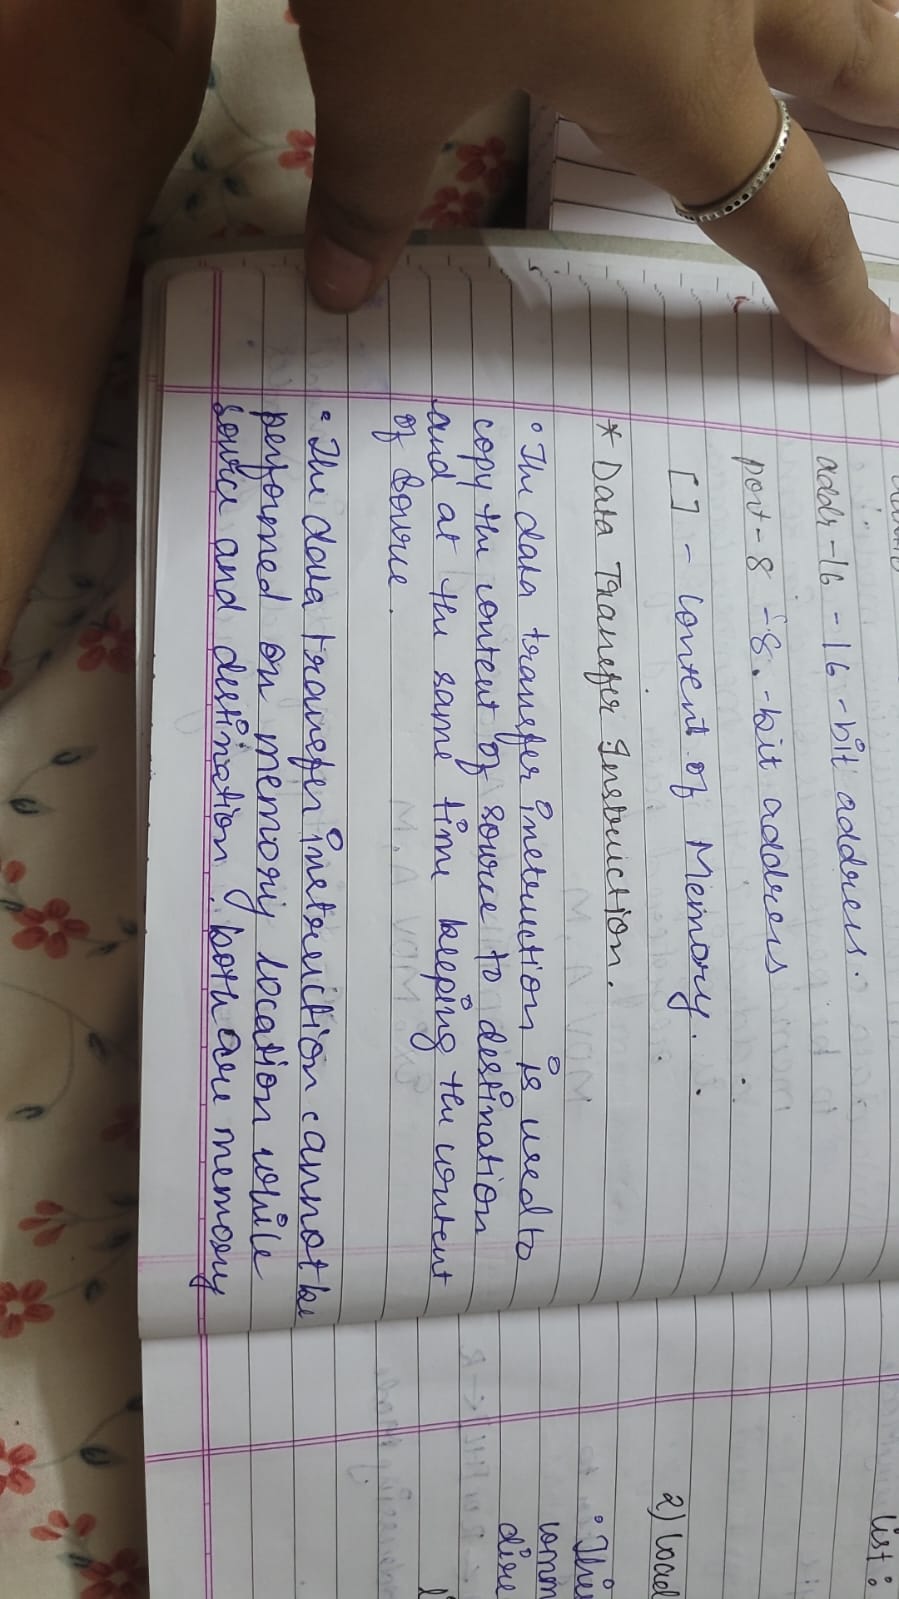 addr-16 - 16-bit address.
port-8 - 8.-bit address
[ ] - Content of Memory.
* Data Transfer Instruction.
• The data transfer instruction is used to
copy the content of source to destination
and at the same time keeping the content
of source.
• The data transfer instruction cannot be
performed on memory location while
source and destination. both are memory
list:
2) Load
• This
comm
dire